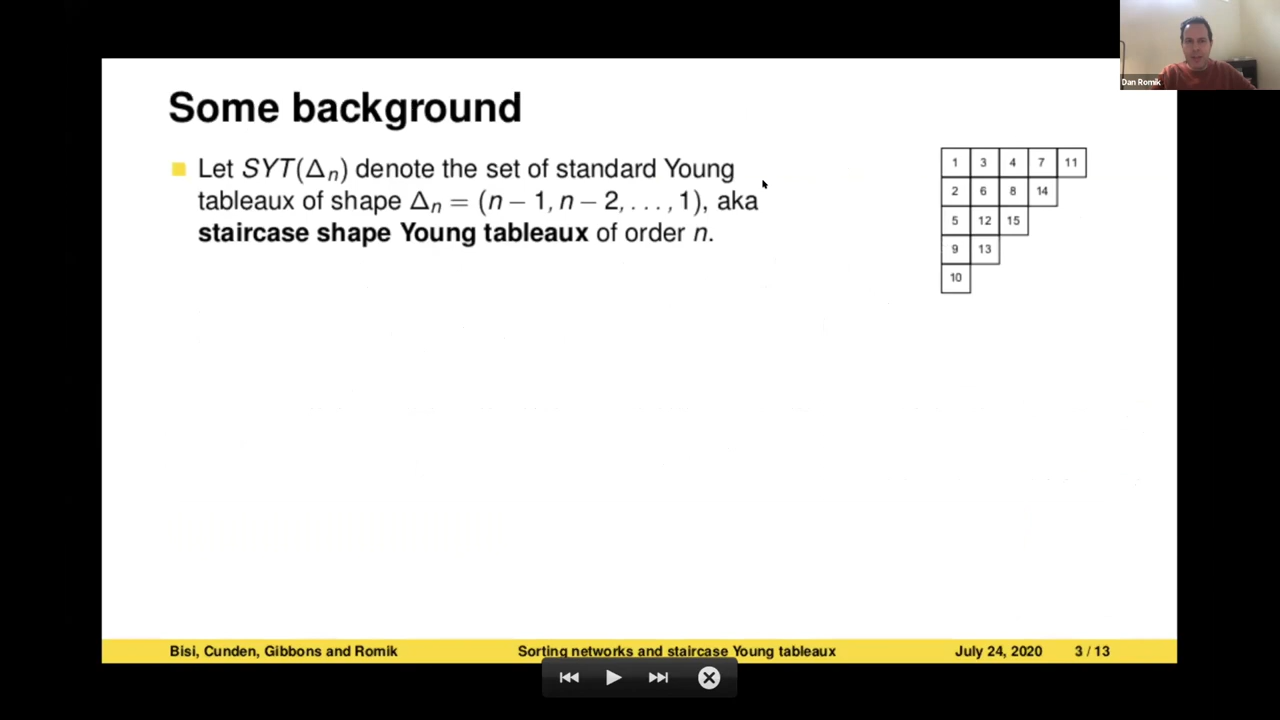 Dan Romik
Some background
Let SYT(Δₙ) denote the set of standard Young
tableaux of shape Δₙ = (n − 1, n − 2, . . . , 1), aka
staircase shape Young tableaux of order n.
1 3 4 7 11
2 6 8 14
5 12 15
9 13
10
Bisi, Cunden, Gibbons and Romik Sorting networks and staircase Young tableaux July 24, 2020 3 / 13